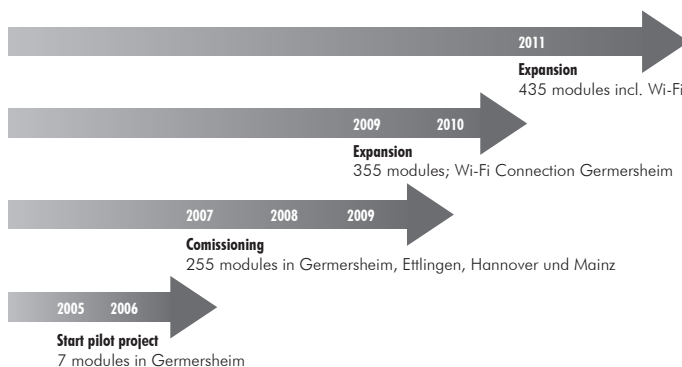 2011
Expansion
435 modules incl. Wi-Fi
2009 2010
Expansion
355 modules; Wi-Fi Connection Germersheim
2007 2008 2009
Comissioning
255 modules in Germersheim, Ettlingen, Hannover und Mainz
2005 2006
Start pilot project
7 modules in Germersheim